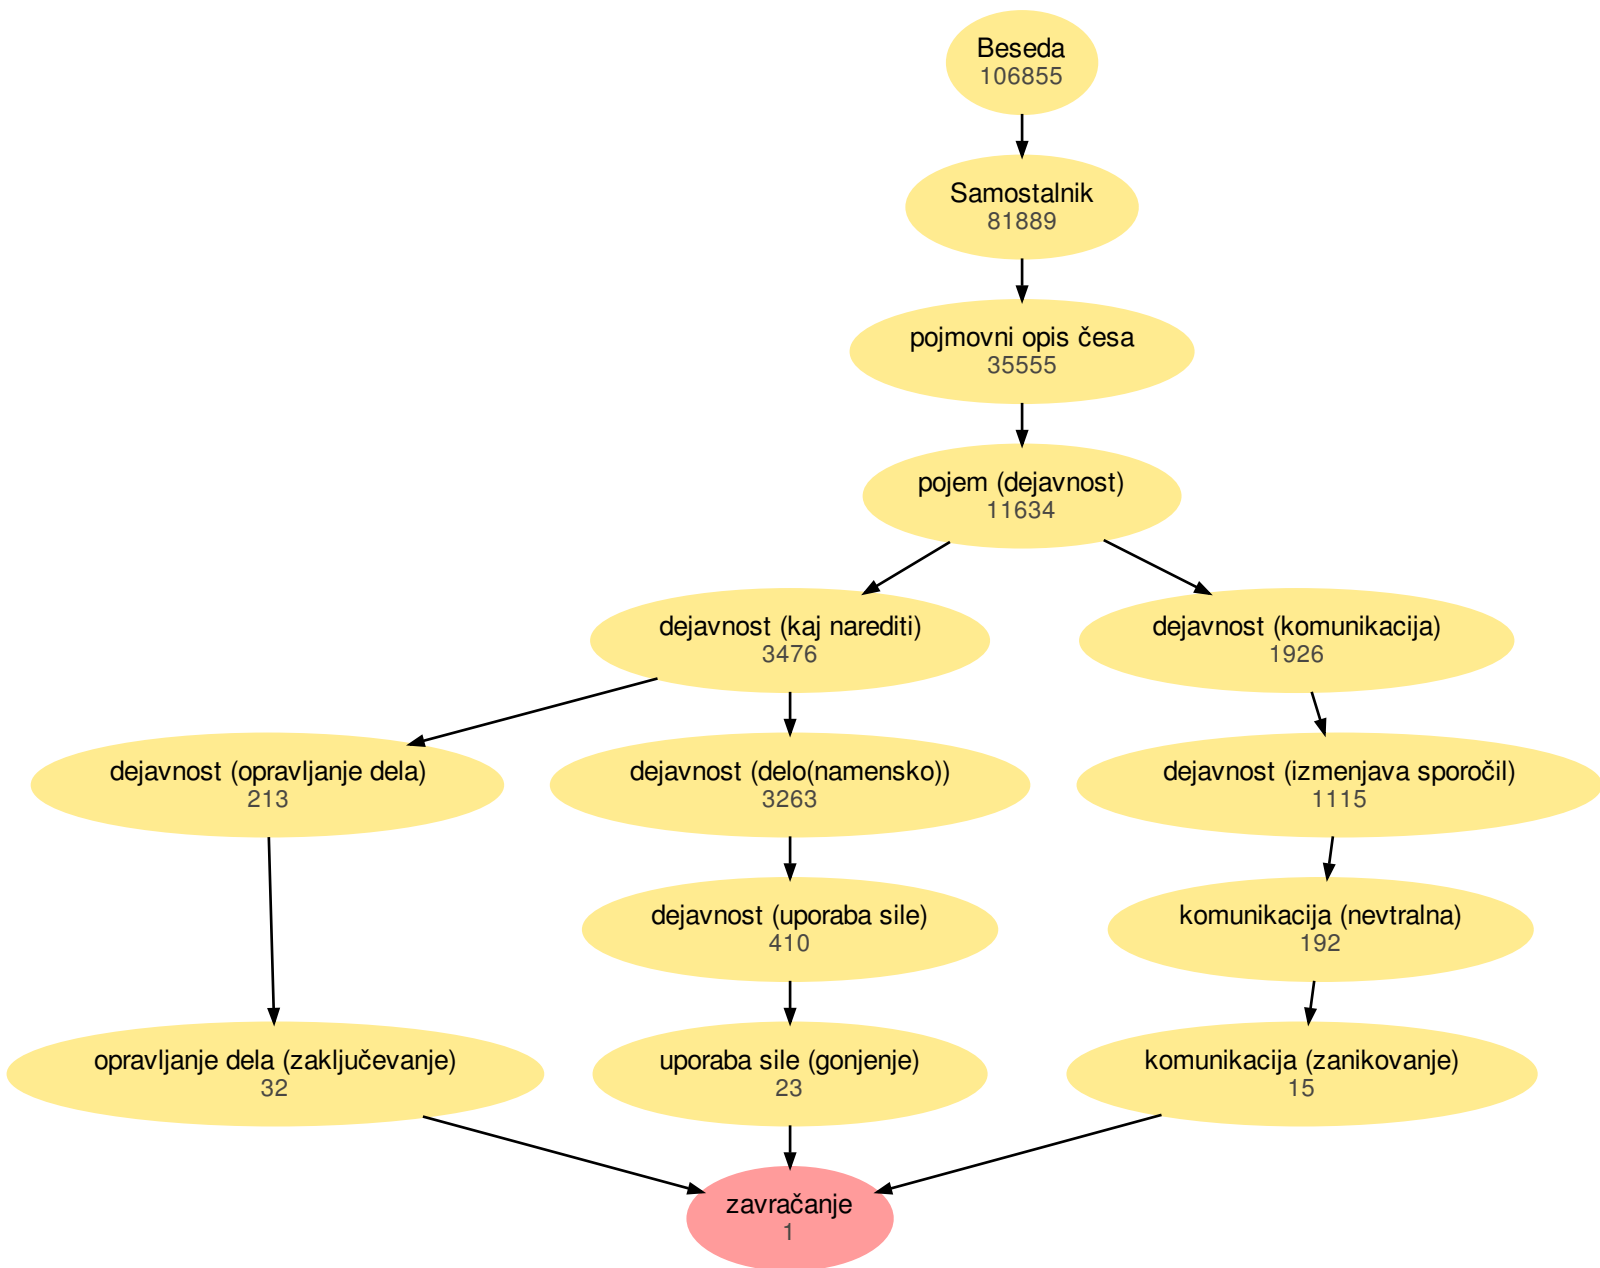 Beseda
106855
Samostalnik
81889
pojmovni opis česa
35555
pojem (dejavnost)
11634
dejavnost (kaj narediti)
3476
dejavnost (komunikacija)
1926
dejavnost (opravljanje dela)
213
dejavnost (delo(namensko))
3263
dejavnost (izmenjava sporočil)
1115
dejavnost (uporaba sile)
410
komunikacija (nevtralna)
192
opravljanje dela (zaključevanje)
32
uporaba sile (gonjenje)
23
komunikacija (zanikovanje)
15
zavračanje
1